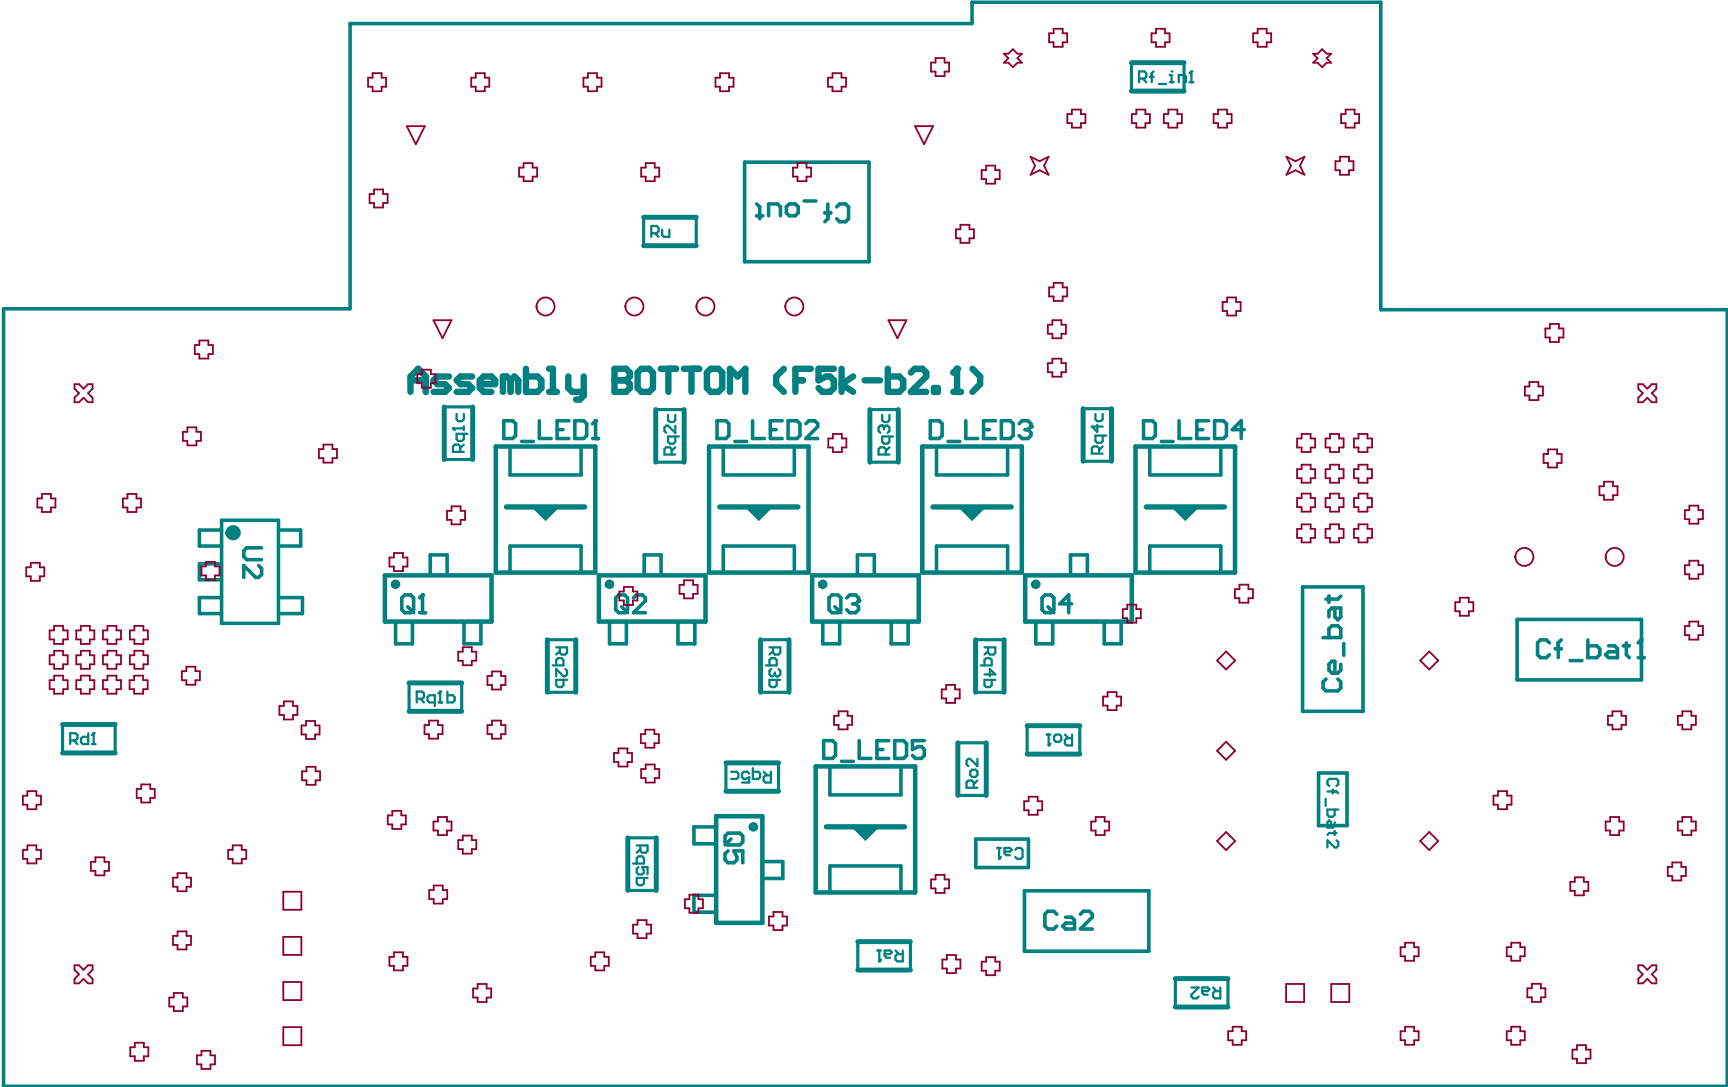 Rf_in1
Cf_out
Ru
Assembly BOTTOM (F5k-b2.1)
Rq1c
Rq2c
Rq3c
Rq4c
D_LED1
D_LED2
D_LED3
D_LED4
U2
Q1
Q2
Q3
Q4
Ce_bat
Cf_bat1
Rq2b
Rq3b
Rq4b
Rq1b
Rd1
Ro1
D_LED5
Ro2
Rq5c
Cf_bat2
Q5
Rq5b
Ca1
Ca2
Ra1
Ra2